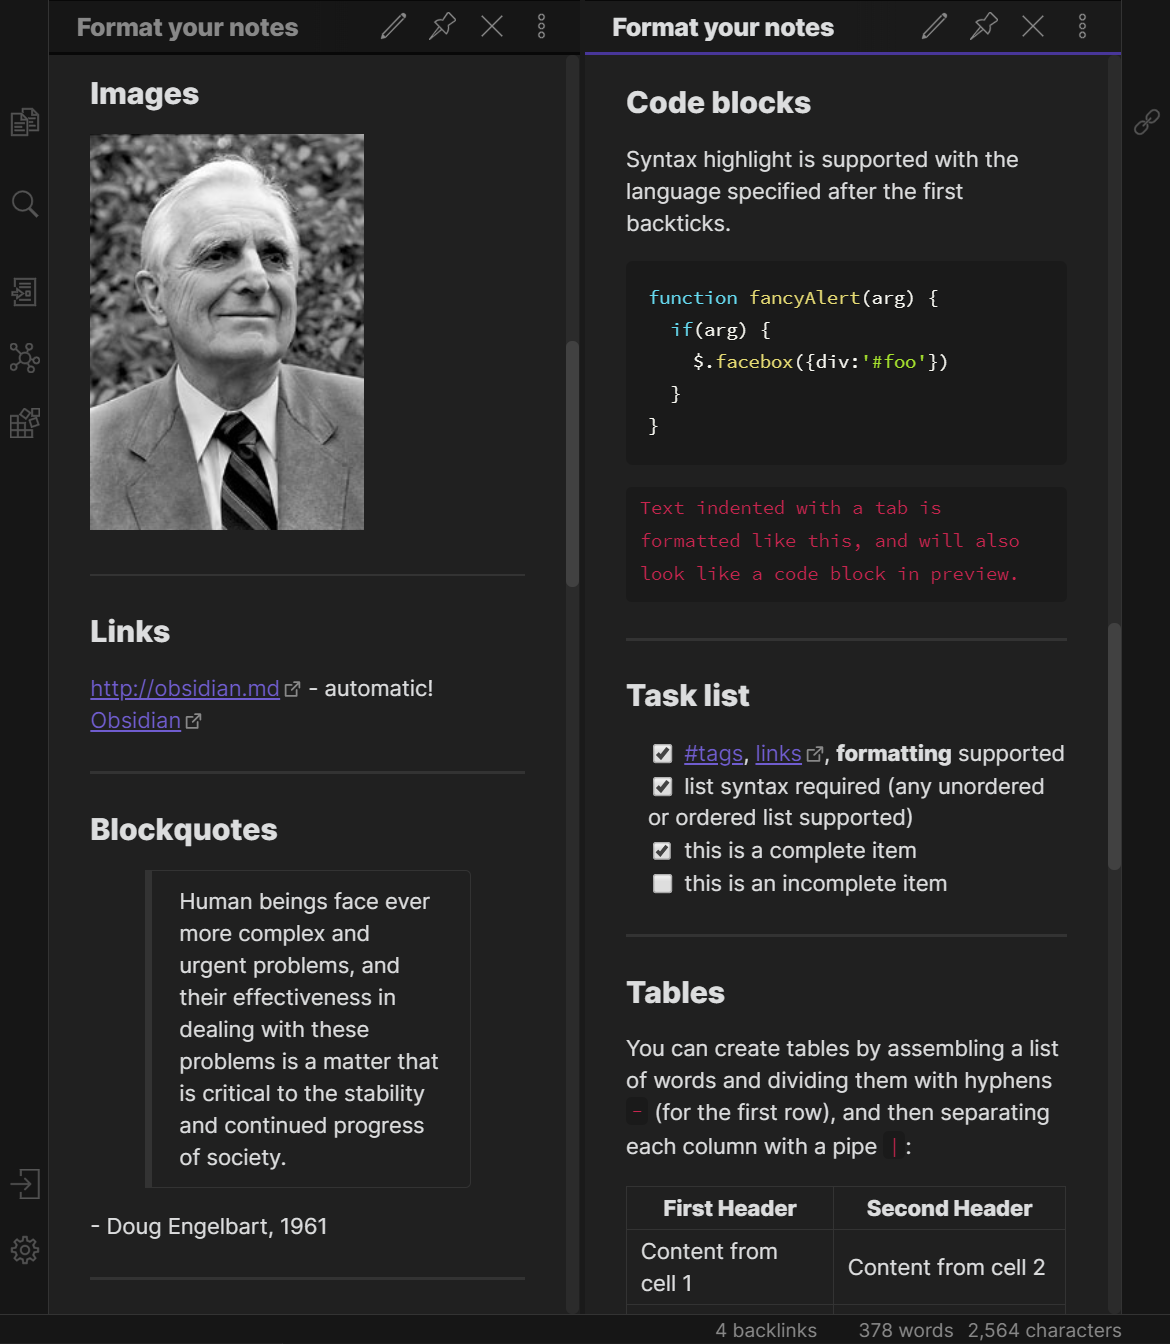 Format your notes
Images
Links
http://obsidian.md - automatic!
Obsidian
Blockquotes
Human beings face ever
more complex and
urgent problems, and
their effectiveness in
dealing with these
problems is a matter that
is critical to the stability
and continued progress
of society.
- Doug Engelbart, 1961
Format your notes
Code blocks
Syntax highlight is supported with the
language specified after the first
backticks.
function fancyAlert(arg) {
  if(arg) {
    $.facebox({div:'#foo'})
  }
}
Text indented with a tab is
formatted like this, and will also
look like a code block in preview.
Task list
#tags, links, formatting supported
list syntax required (any unordered
or ordered list supported)
this is a complete item
this is an incomplete item
Tables
You can create tables by assembling a list
of words and dividing them with hyphens
- (for the first row), and then separating
each column with a pipe | :
First Header Second Header
Content from
cell 1
Content from cell 2
4 backlinks 378 words 2,564 characters